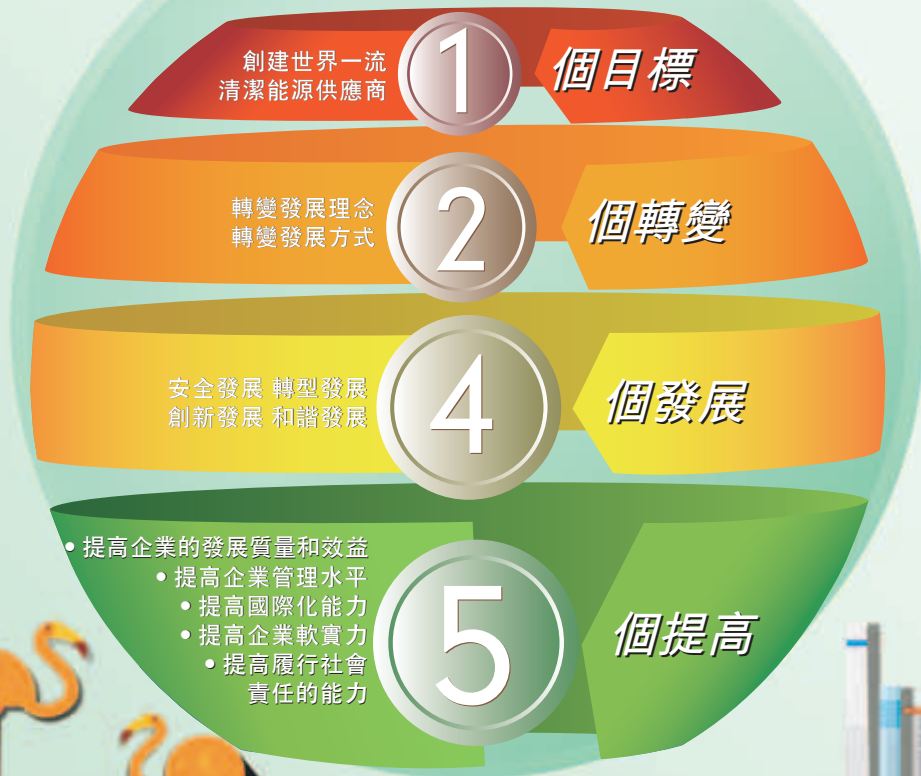 創建世界一流
清潔能源供應商
1
個目標
轉變發展理念
轉變發展方式
2
個轉變
安全發展 轉型發展
創新發展 和諧發展
4
個發展
• 提高企業的發展質量和效益
• 提高企業管理水平
• 提高國際化能力
• 提高企業軟實力
• 提高履行社會
責任的能力
5
個提高